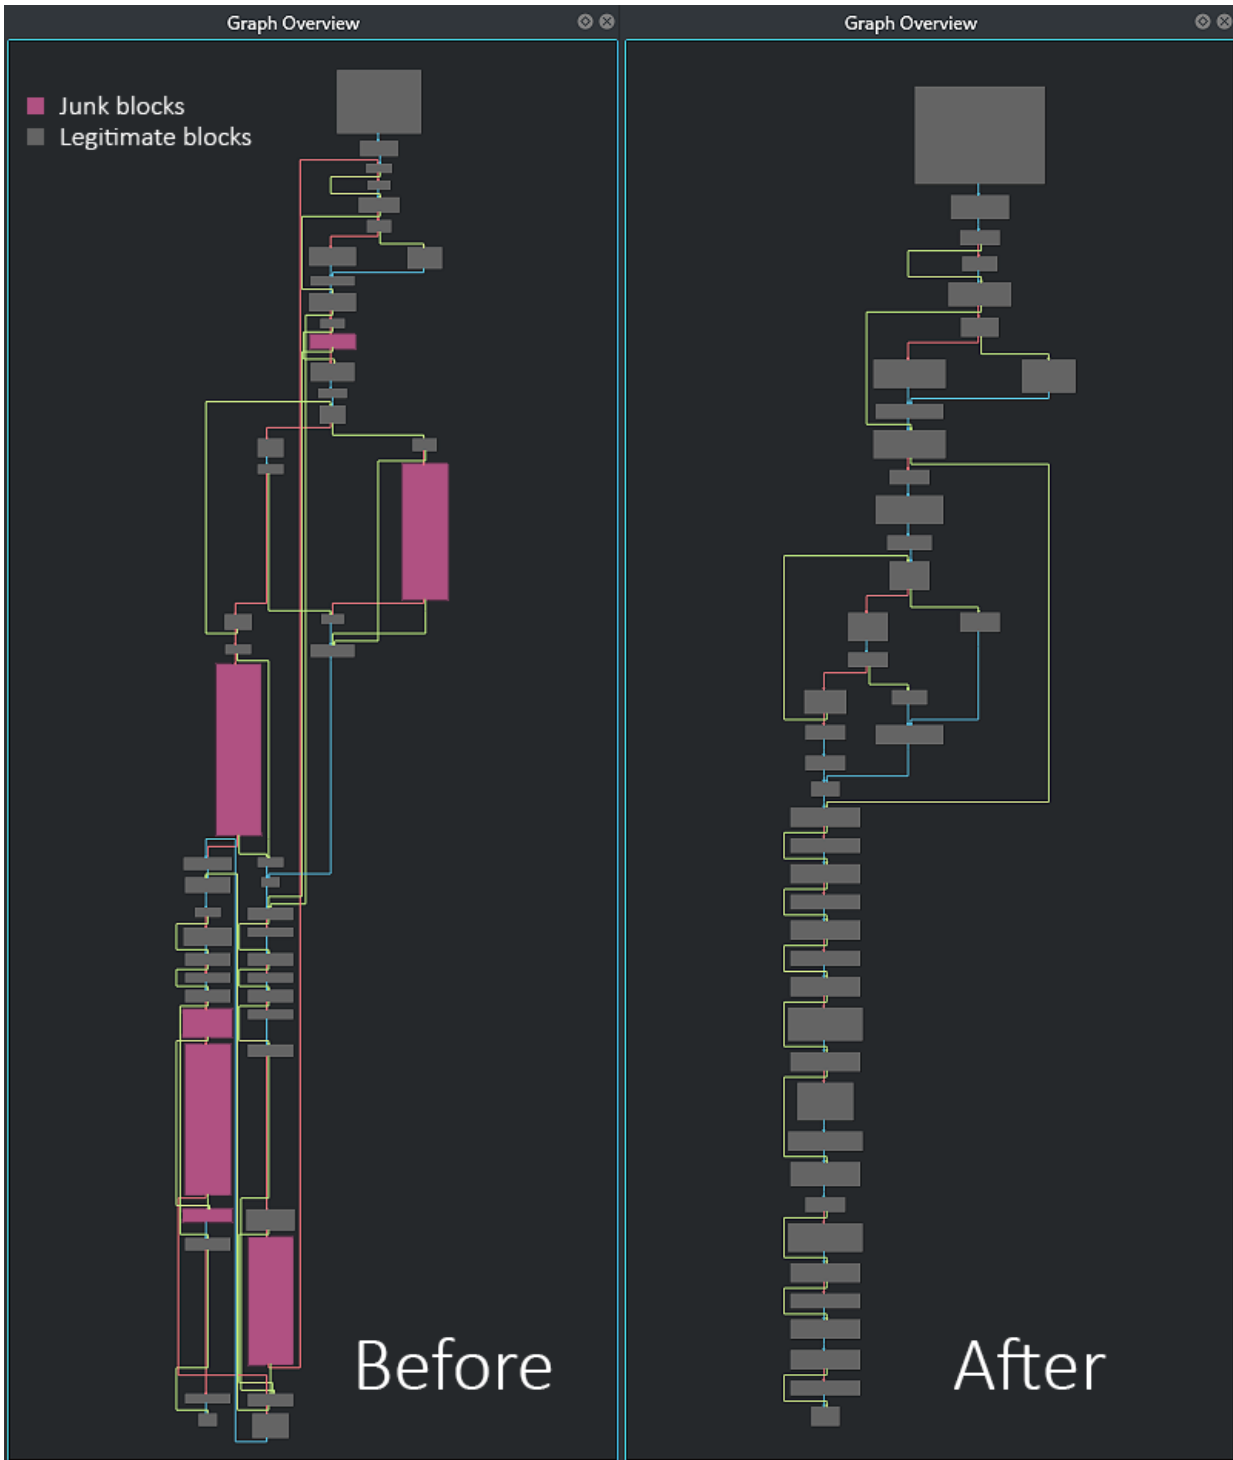 Graph Overview
Graph Overview
Junk blocks
Legitimate blocks
Before
After